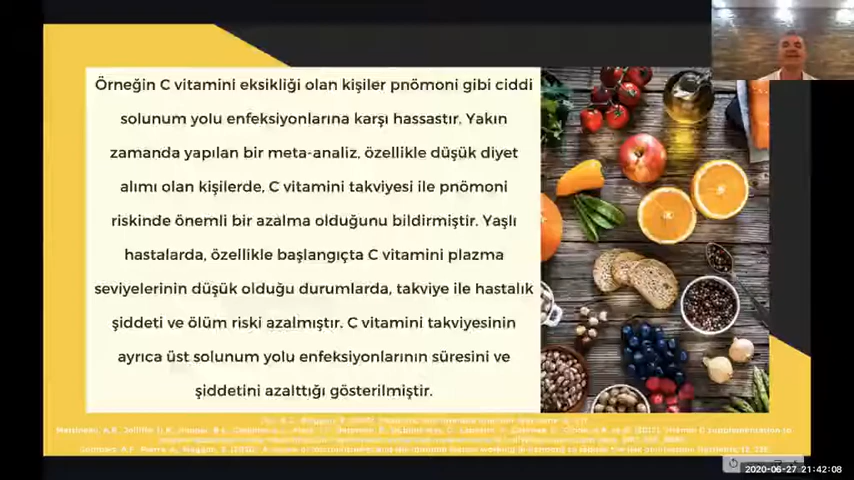 Örneğin C vitamini eksikliği olan kişiler pnömoni gibi ciddi
solunum yolu enfeksiyonlarına karşı hassastır. Yakın
zamanda yapılan bir meta-analiz, özellikle düşük diyet
alımı olan kişilerde, C vitamini takviyesi ile pnömoni
riskinde önemli bir azalma olduğunu bildirmiştir. Yaşlı
hastalarda, özellikle başlangıçta C vitamini plazma
seviyelerinin düşük olduğu durumlarda, takviye ile hastalık
şiddeti ve ölüm riski azalmıştır. C vitamini takviyesinin
ayrıca üst solunum yolu enfeksiyonlarının süresini ve
şiddetini azalttığı gösterilmiştir.
2020-06-27 21:42:08